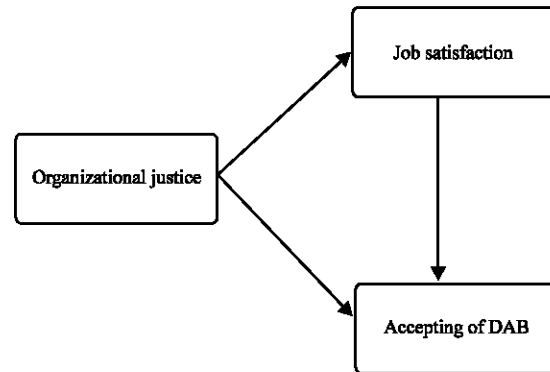 Job satisfaction
Organizational justice
Accepting of DAB